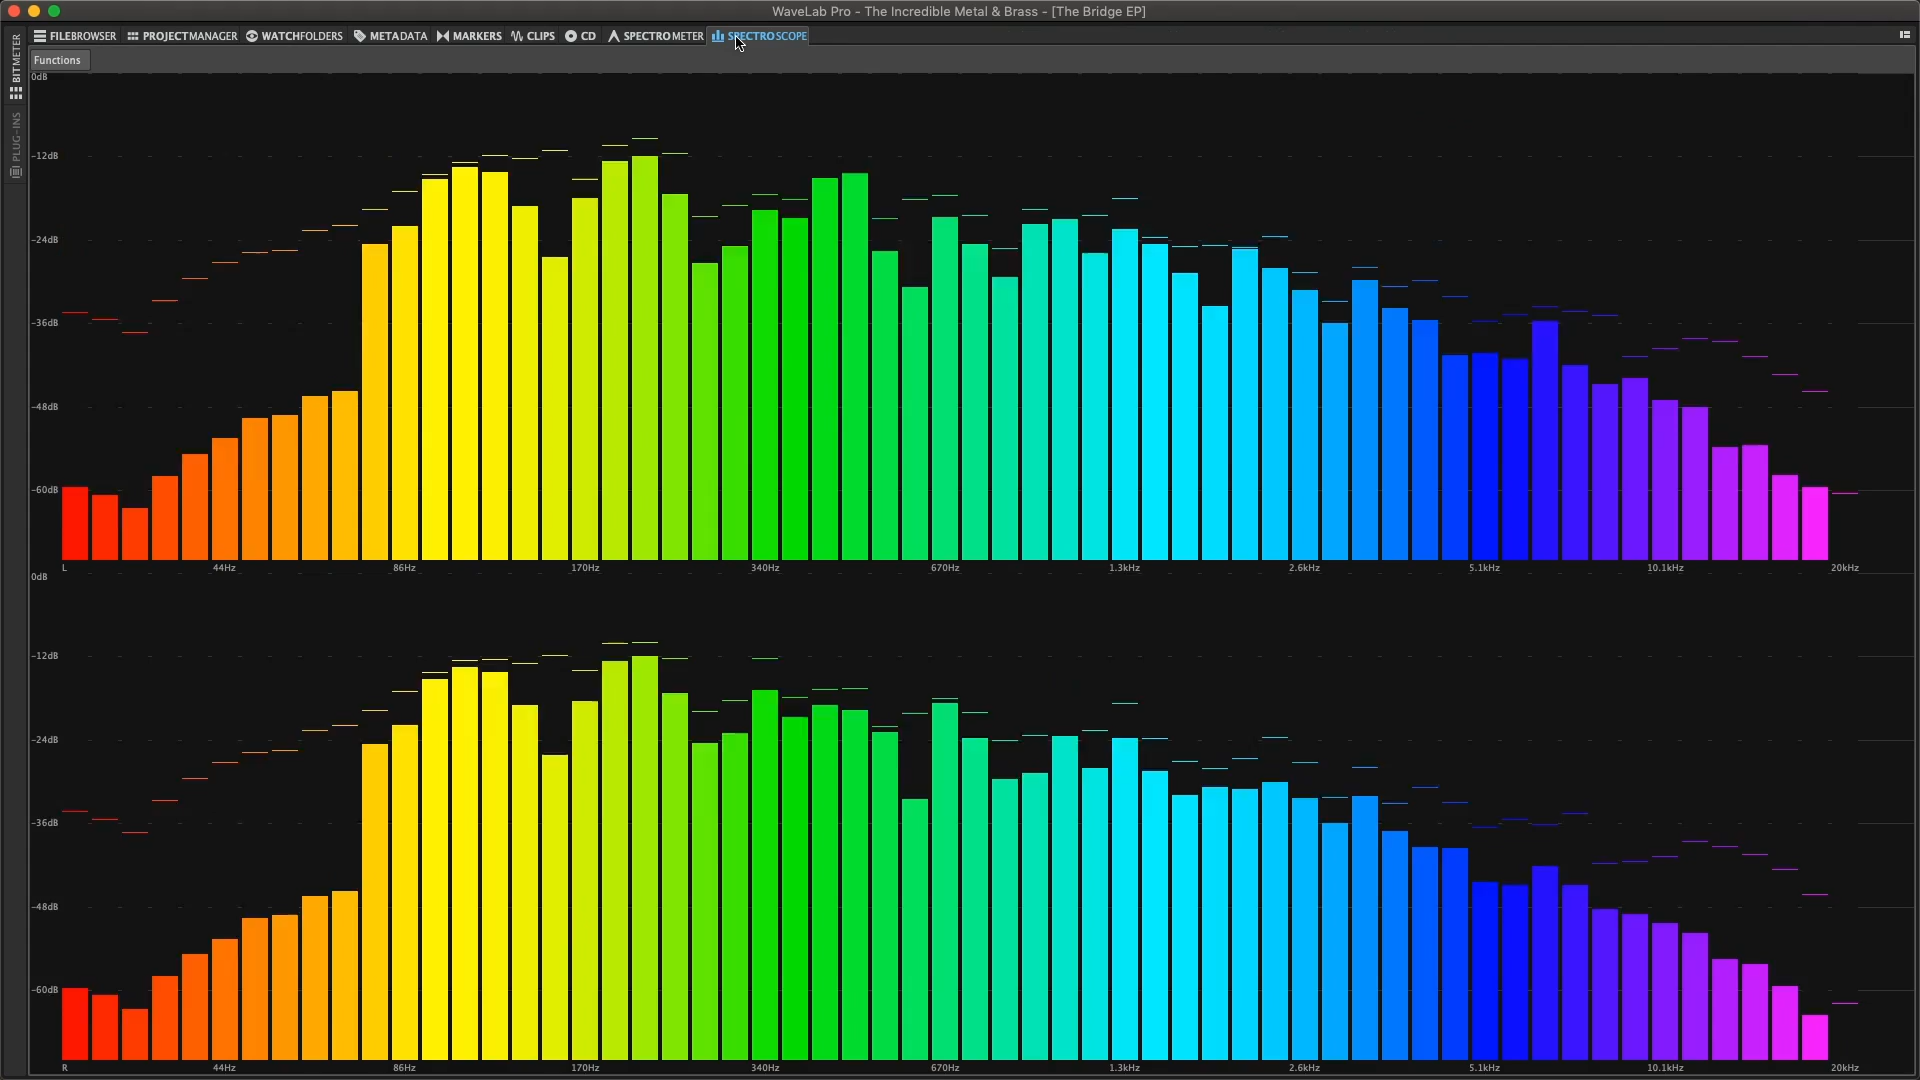 WaveLab Pro - The Incredible Metal & Brass - [The Bridge EP]
FILEBROWSER PROJECTMANAGER WATCHFOLDERS METADATA MARKERS CLIPS CD SPECTROMETER SPECTROSCOPE
BITMETER
PLUG-INS
Functions
0dB
-12dB
-24dB
-36dB
-48dB
-60dB
L 44Hz 86Hz 170Hz 340Hz 670Hz 1.3kHz 2.6kHz 5.1kHz 10.1kHz 20kHz
0dB
-12dB
-24dB
-36dB
-48dB
-60dB
R 44Hz 86Hz 170Hz 340Hz 670Hz 1.3kHz 2.6kHz 5.1kHz 10.1kHz 20kHz